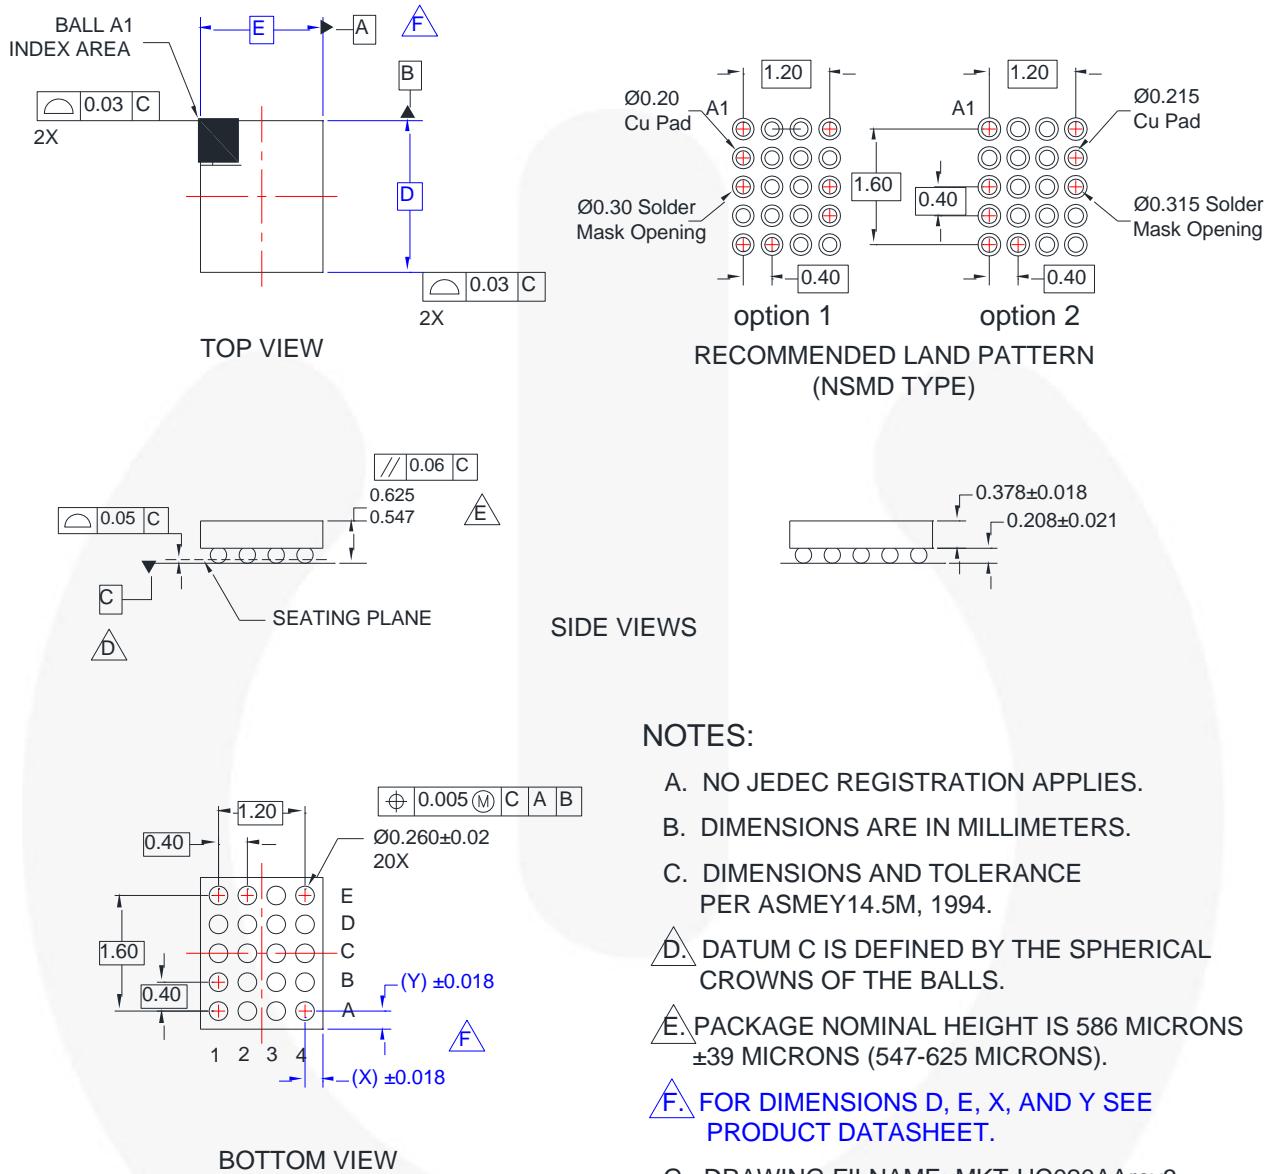 BALL A1
INDEX AREA
E
A
F
B
0.03 C
2X
D
0.03 C
2X
TOP VIEW
1.20
1.20
Ø0.20
Cu Pad
A1
A1
Ø0.215
Cu Pad
1.60
0.40
Ø0.30 Solder
Mask Opening
Ø0.315 Solder
Mask Opening
0.40
0.40
option 1
option 2
RECOMMENDED LAND PATTERN
(NSMD TYPE)
// 0.06 C
0.625
0.547
E
0.05 C
C
D
SEATING PLANE
0.378±0.018
0.208±0.021
SIDE VIEWS
1.20
0.40
0.005 Ⓜ C A B
Ø0.260±0.02
20X
E
D
C
B
A
1.60
0.40
(Y) ±0.018
F
1 2 3 4
(X) ±0.018
BOTTOM VIEW
NOTES:
A. NO JEDEC REGISTRATION APPLIES.
B. DIMENSIONS ARE IN MILLIMETERS.
C. DIMENSIONS AND TOLERANCE
PER ASMEY14.5M, 1994.
D. DATUM C IS DEFINED BY THE SPHERICAL
CROWNS OF THE BALLS.
E. PACKAGE NOMINAL HEIGHT IS 586 MICRONS
±39 MICRONS (547-625 MICRONS).
F. FOR DIMENSIONS D, E, X, AND Y SEE
PRODUCT DATASHEET.
G. DRAWING FILNAME: MKT-UC020AArev3